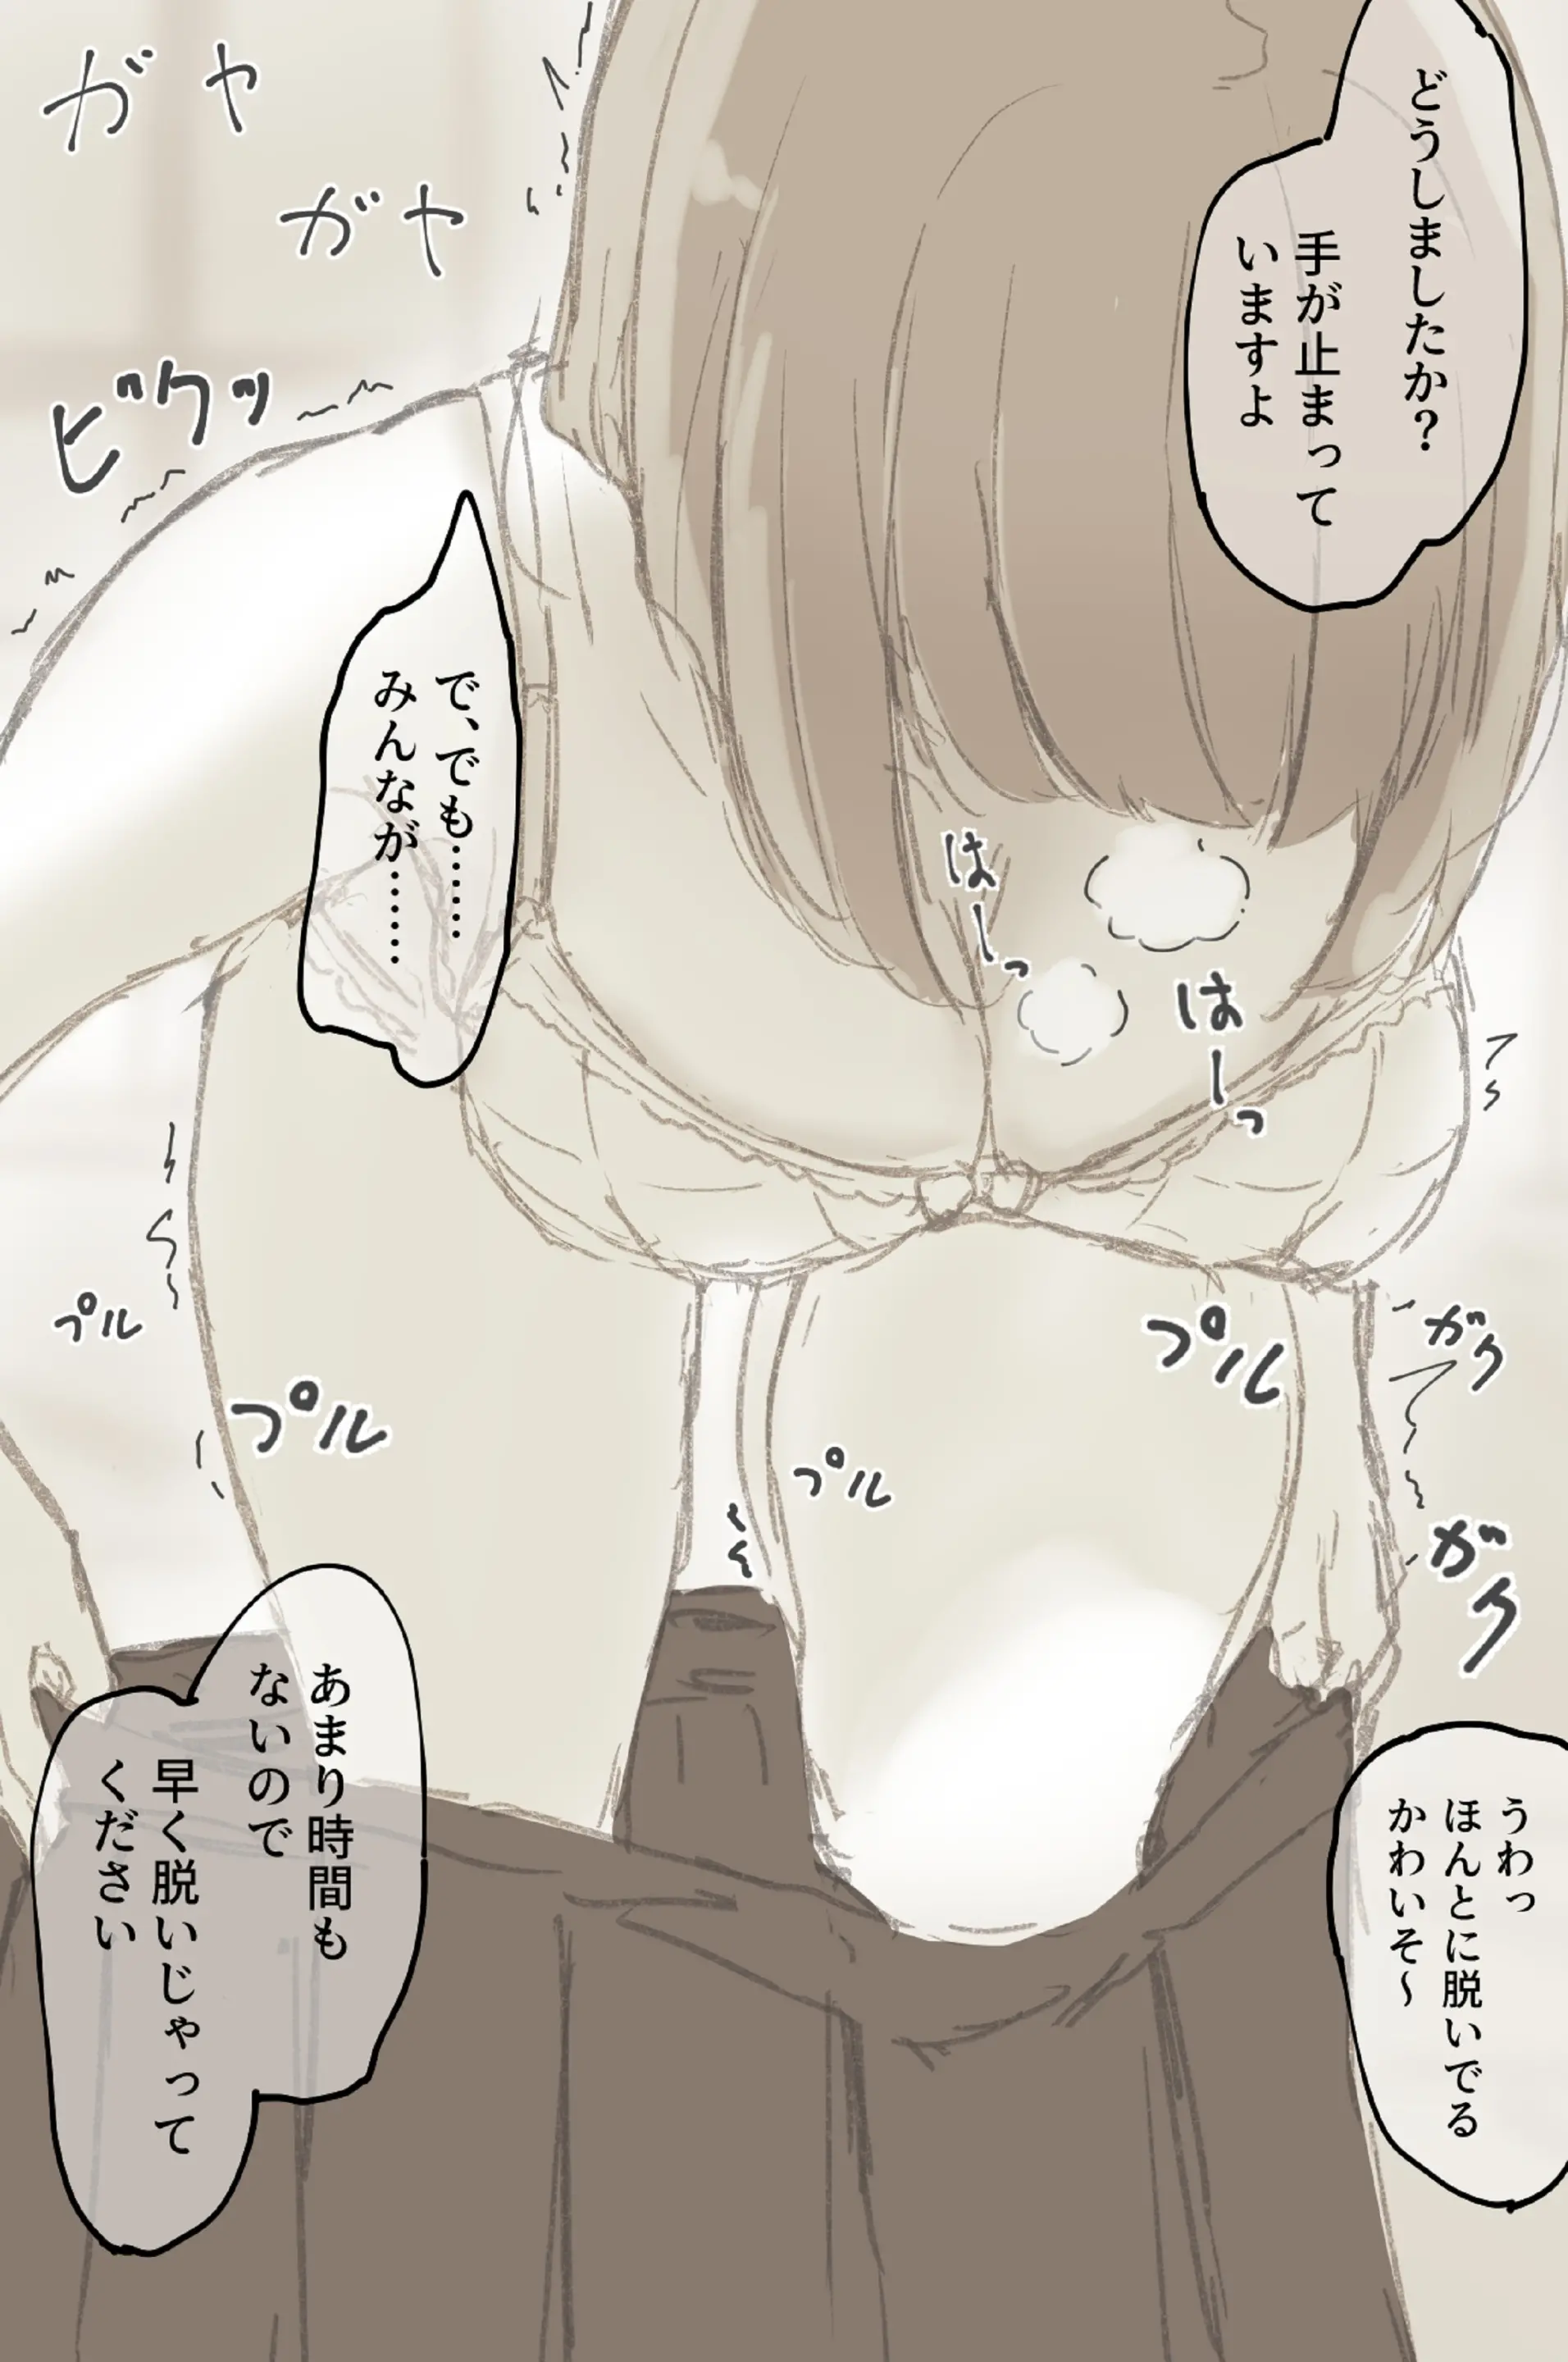 どうしましたか？
手が止まって
いますよ
ガヤ
ガヤ
ビクッ
で、でも……
みんなが……
はーっ
はーっ
プル
プル
プル
プル
ガク
ガク
うわっ
ほんとに脱いでる
かわいそ～
あまり時間も
ないので
早く脱いじゃって
ください